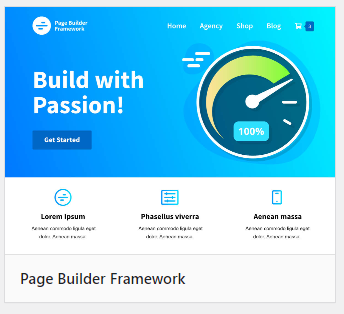 Page Builder
Framework
Home Agency Shop Blog
Build with
Passion!
100%
Get Started
Lorem Ipsum
Aenean commodo ligula eget
dolor. Aenean massa.
Phasellus viverra
Aenean commodo ligula eget
dolor. Aenean massa.
Aenean massa
Aenean commodo ligula eget
dolor. Aenean massa.
Page Builder Framework